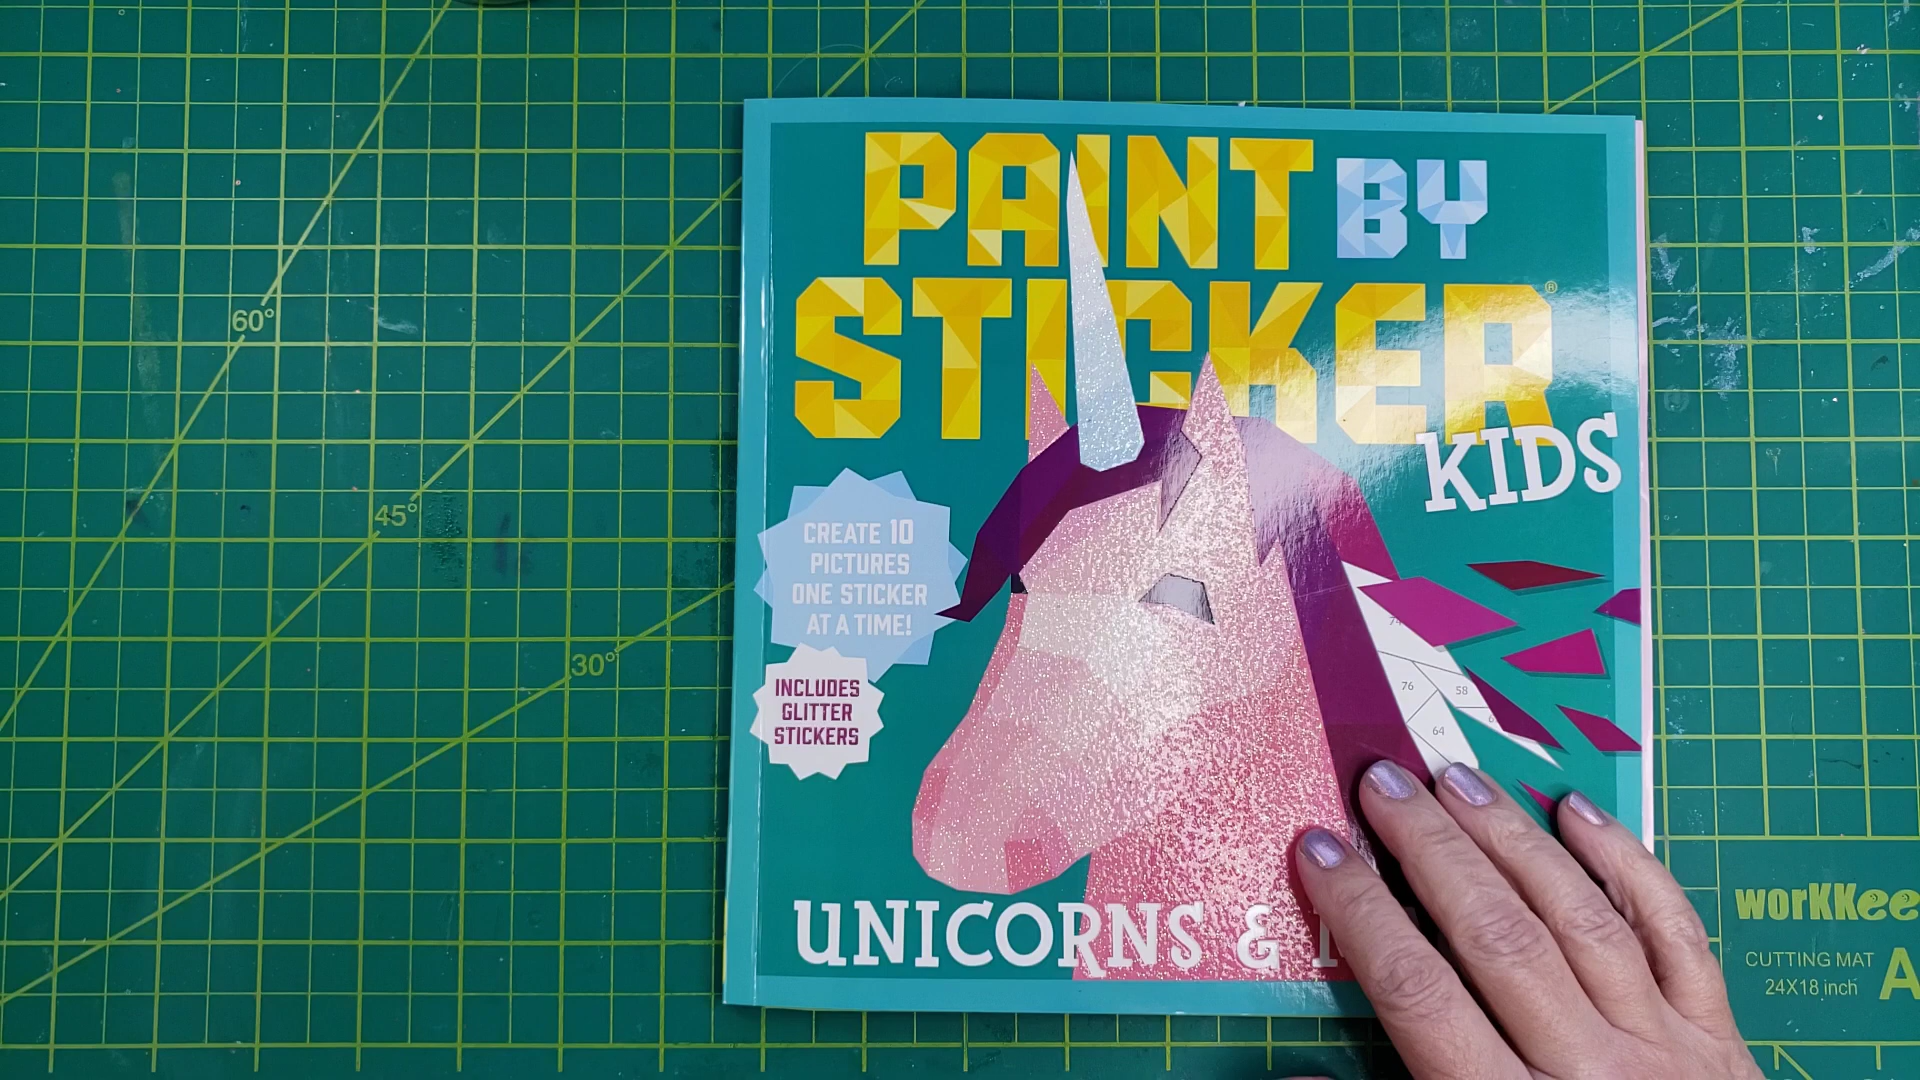 PAINT BY
STICKER®
KIDS
CREATE 10
PICTURES
ONE STICKER
AT A TIME!
INCLUDES
GLITTER
STICKERS
74
76
58
64
UNICORNS &
60°
45°
30°
CUTTING MAT
24X18 inch
A